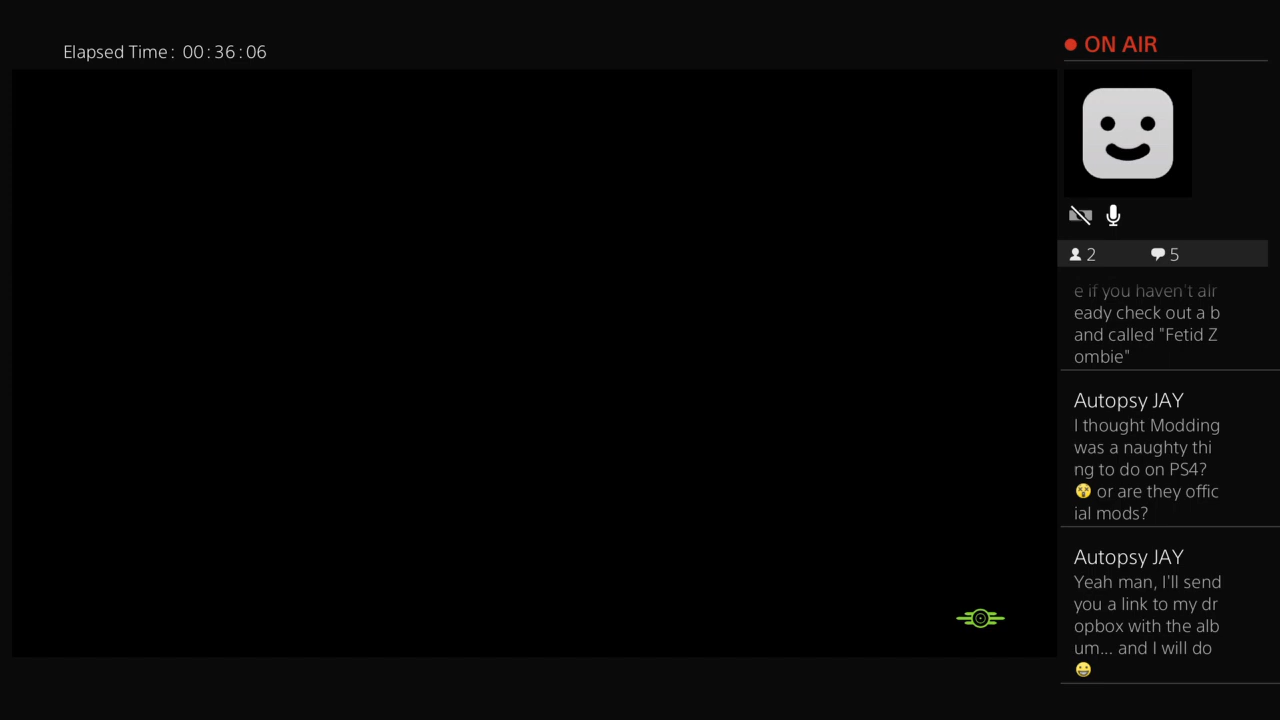 Elapsed Time: 00:36:06
ON AIR
2 5
e if you haven't alr
eady check out a b
and called "Fetid Z
ombie"
Autopsy JAY
I thought Modding
was a naughty thi
ng to do on PS4?
😵 or are they offic
ial mods?
Autopsy JAY
Yeah man, I'll send
you a link to my dr
opbox with the alb
um... and I will do
😀